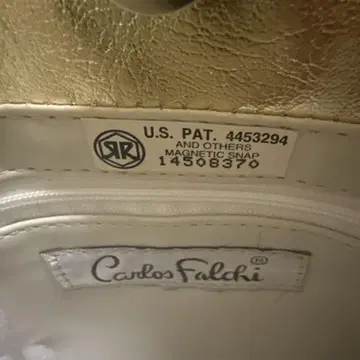 RR
U.S. PAT. 4453294
AND OTHERS
MAGNETIC SNAP
14508370
Carlos Falchi